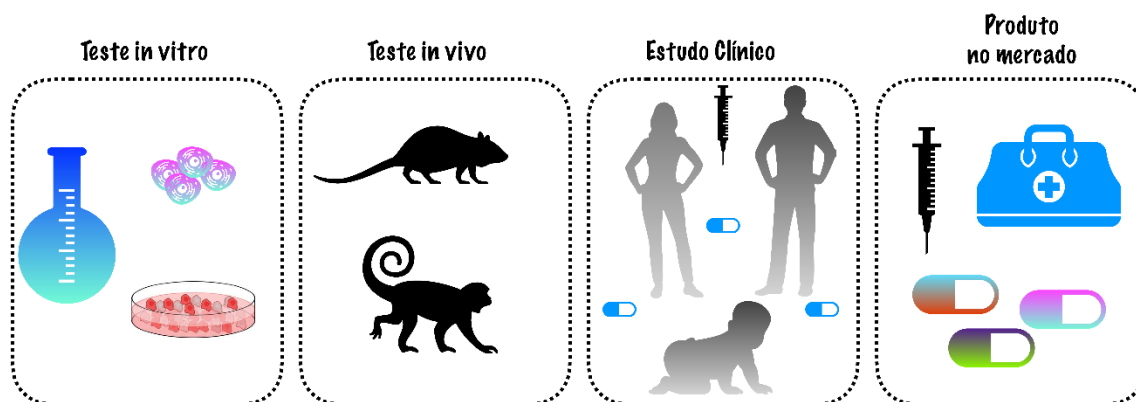 Teste in vitro
Teste in vivo
Estudo Clínico
Produto
no mercado